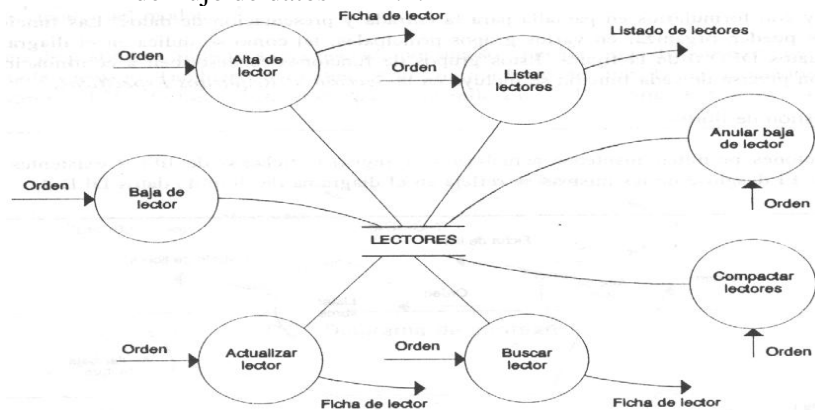 Ficha de lector
Listado de lectores
Orden
Alta de
lector
Orden
Listar
lectores
Anular baja
de lector
Orden
Orden
Baja de
lector
LECTORES
Compactar
lectores
Orden
Orden
Actualizar
lector
Orden
Buscar
lector
Ficha de lector
Ficha de lector